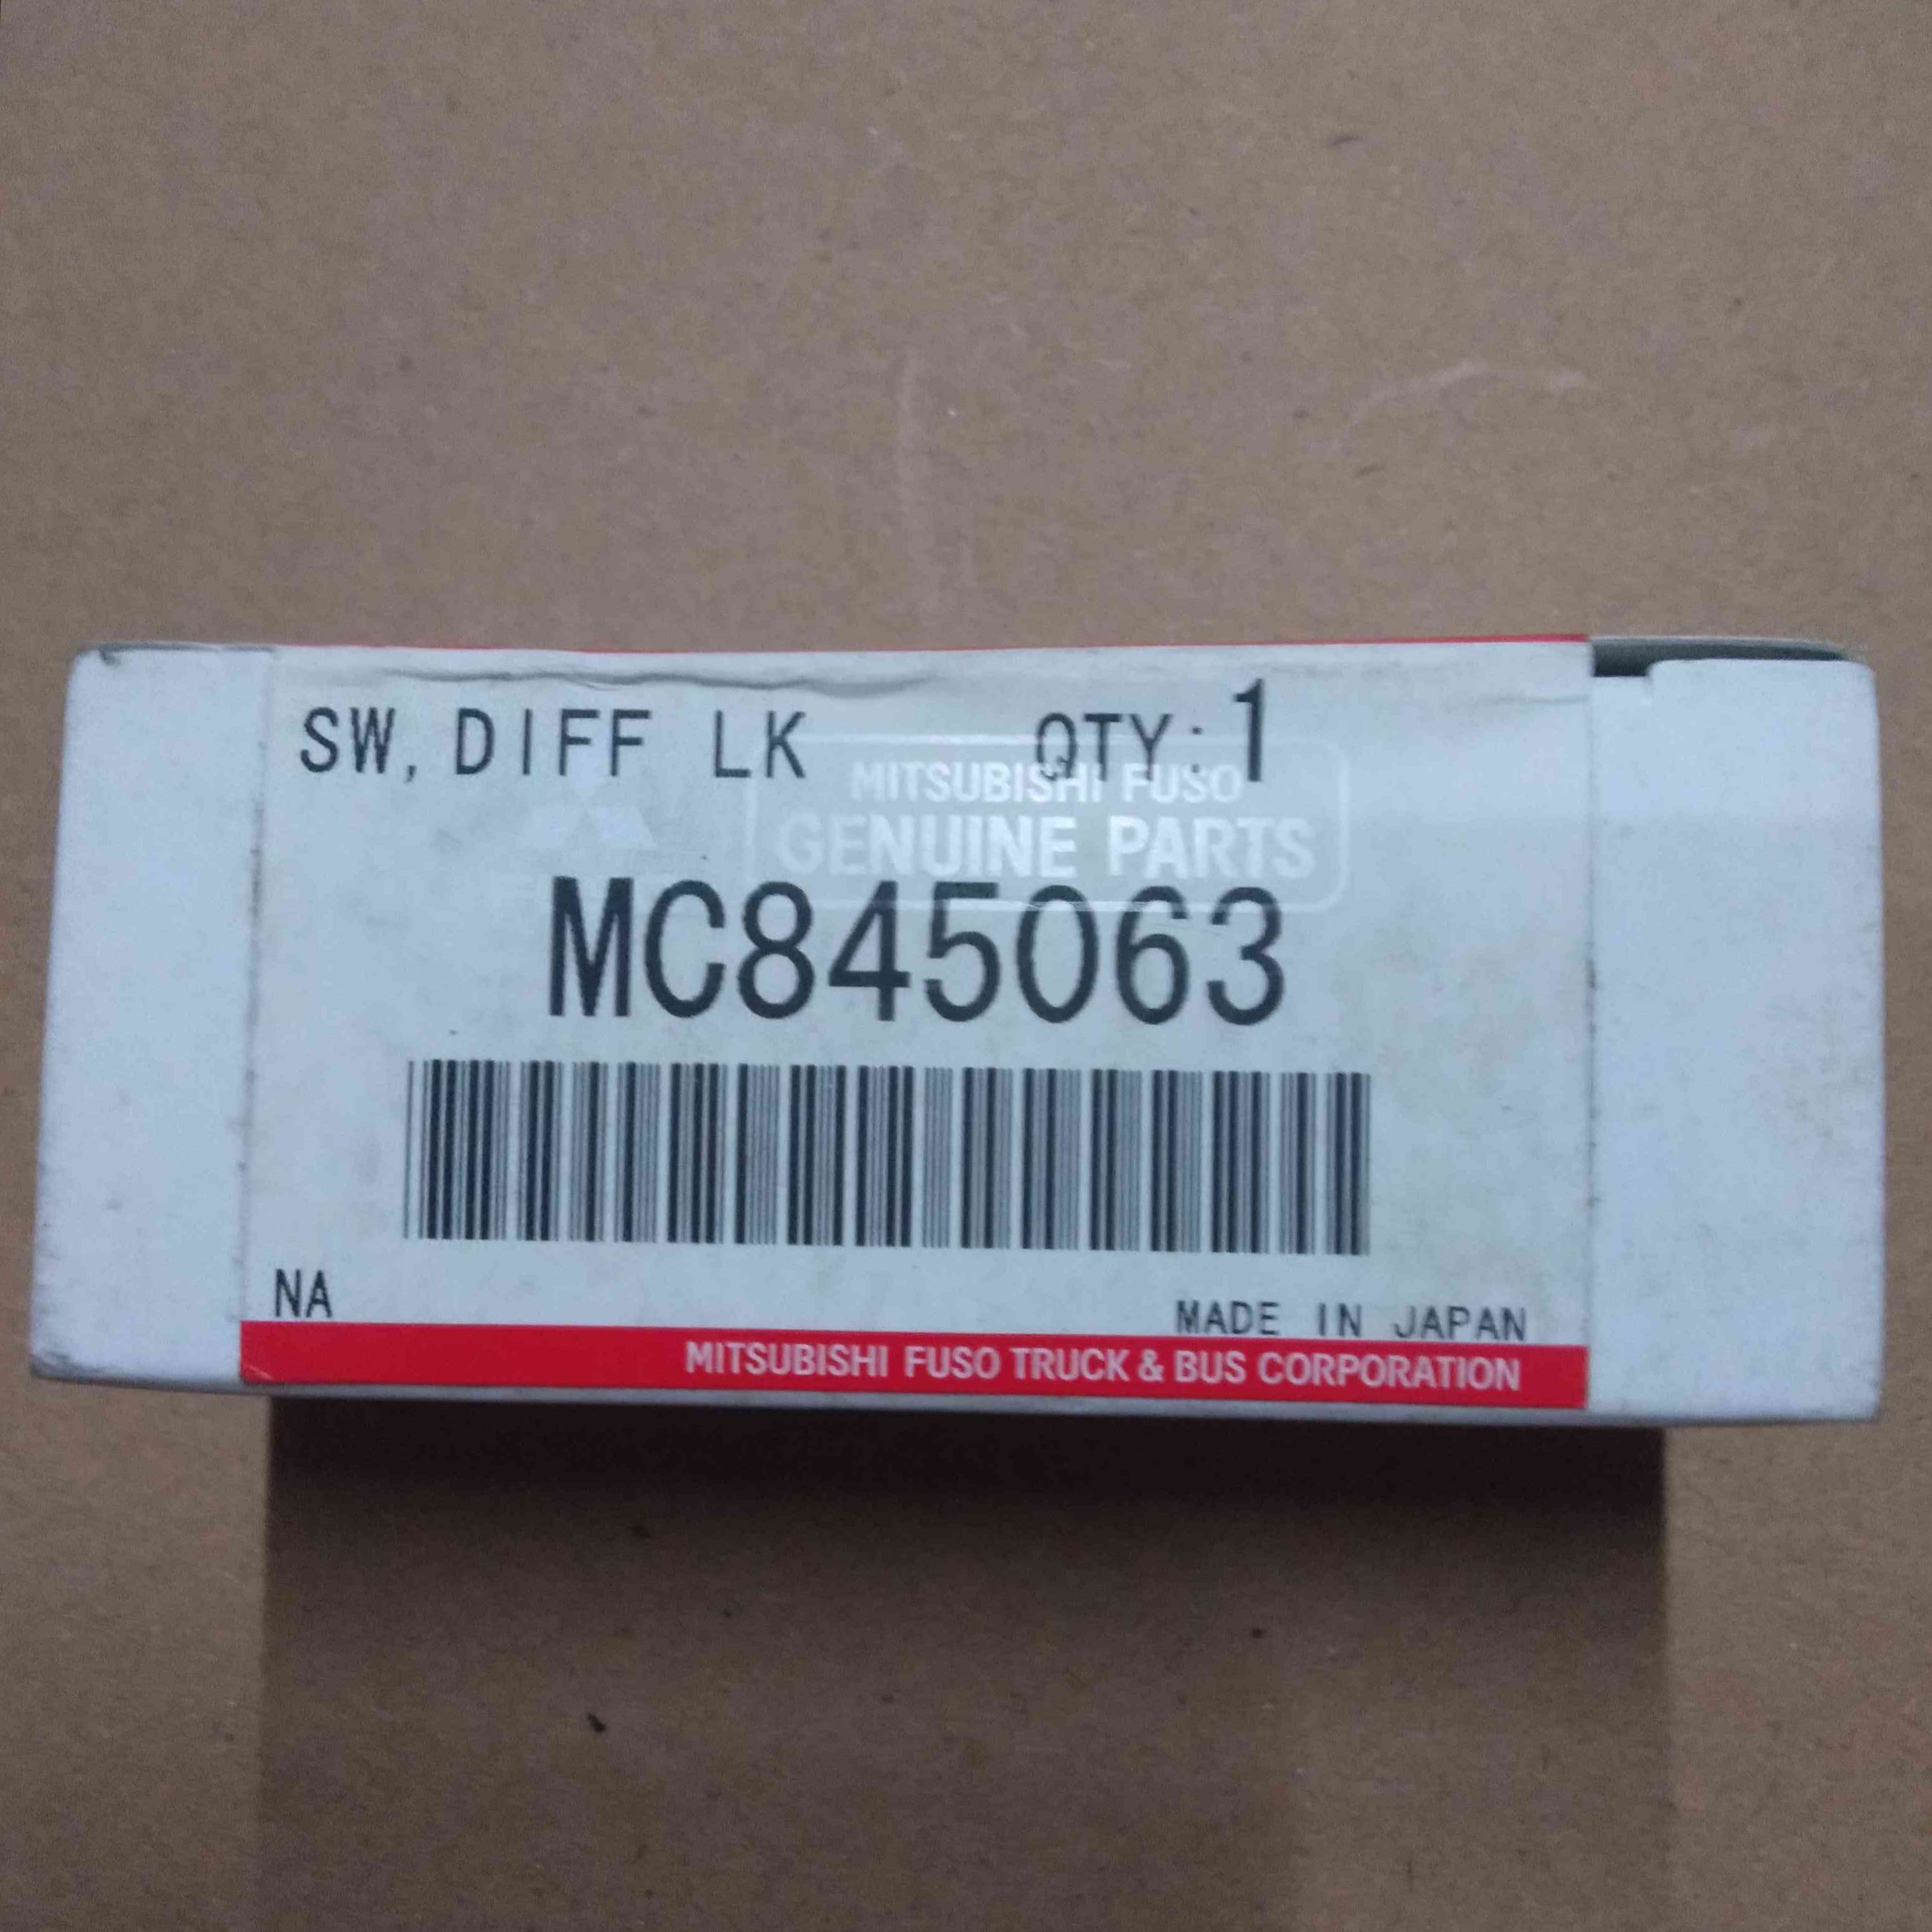 SW, DIFF LK QTY:1
MITSUBISHI FUSO
GENUINE PARTS
MC845063
NA
MADE IN JAPAN
MITSUBISHI FUSO TRUCK & BUS CORPORATION